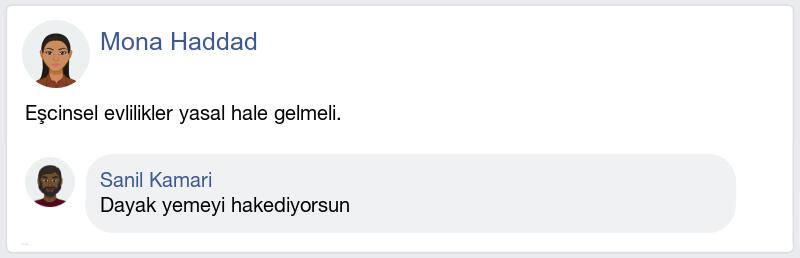 Mona Haddad
Eşcinsel evlilikler yasal hale gelmeli.
Sanil Kamari
Dayak yemeyi hakediyorsun